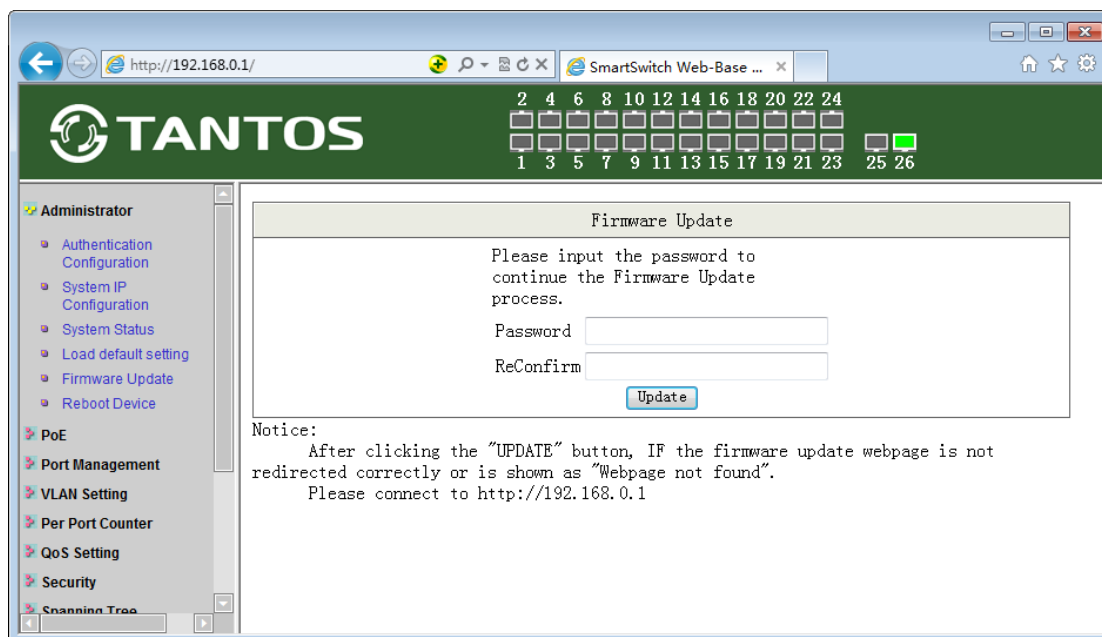 http://192.168.0.1/
SmartSwitch Web-Base ...
TANTOS
2 4 6 8 10 12 14 16 18 20 22 24
1 3 5 7 9 11 13 15 17 19 21 23 25 26
Administrator
Authentication
Configuration
System IP
Configuration
System Status
Load default setting
Firmware Update
Reboot Device
PoE
Port Management
VLAN Setting
Per Port Counter
QoS Setting
Security
Spanning Tree
Firmware Update
Please input the password to
continue the Firmware Update
process.
Password
ReConfirm
Update
Notice:
After clicking the "UPDATE" button, IF the firmware update webpage is not
redirected correctly or is shown as "Webpage not found".
Please connect to http://192.168.0.1